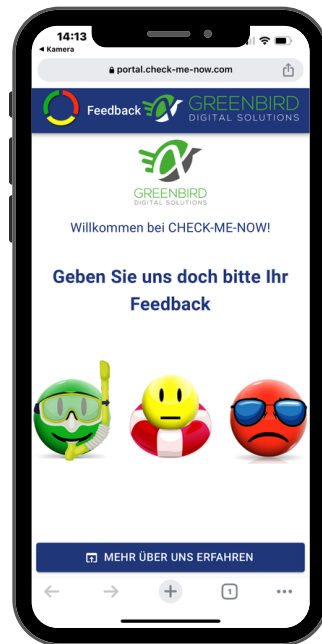 14:13
◀ Kamera
portal.check-me-now.com
Feedback
GREENBIRD
DIGITAL SOLUTIONS
GREENBIRD
DIGITAL SOLUTIONS
Willkommen bei CHECK-ME-NOW!
Geben Sie uns doch bitte Ihr
Feedback
MEHR ÜBER UNS ERFAHREN
1